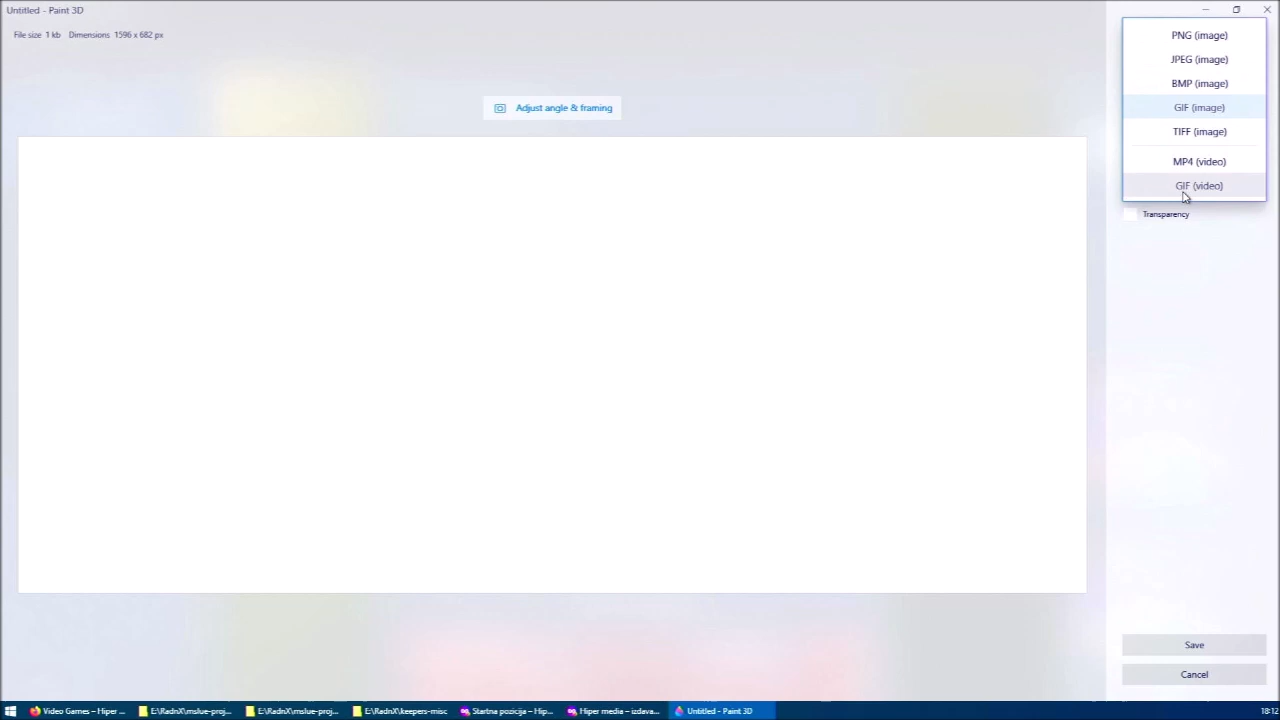 Untitled - Paint 3D
File size 1 kb Dimensions 1596 x 682 px
PNG (image)
JPEG (image)
BMP (image)
GIF (image)
TIFF (image)
MP4 (video)
GIF (video)
Transparency
Adjust angle & framing
Save
Cancel
Video Games – Hiper ... E:\RadnX\mslue-proj... E:\RadnX\mslue-proj... E:\RadnX\keepers-misc Startna pozicija – Hip... Hiper media – izdava... Untitled - Paint 3D 18:12